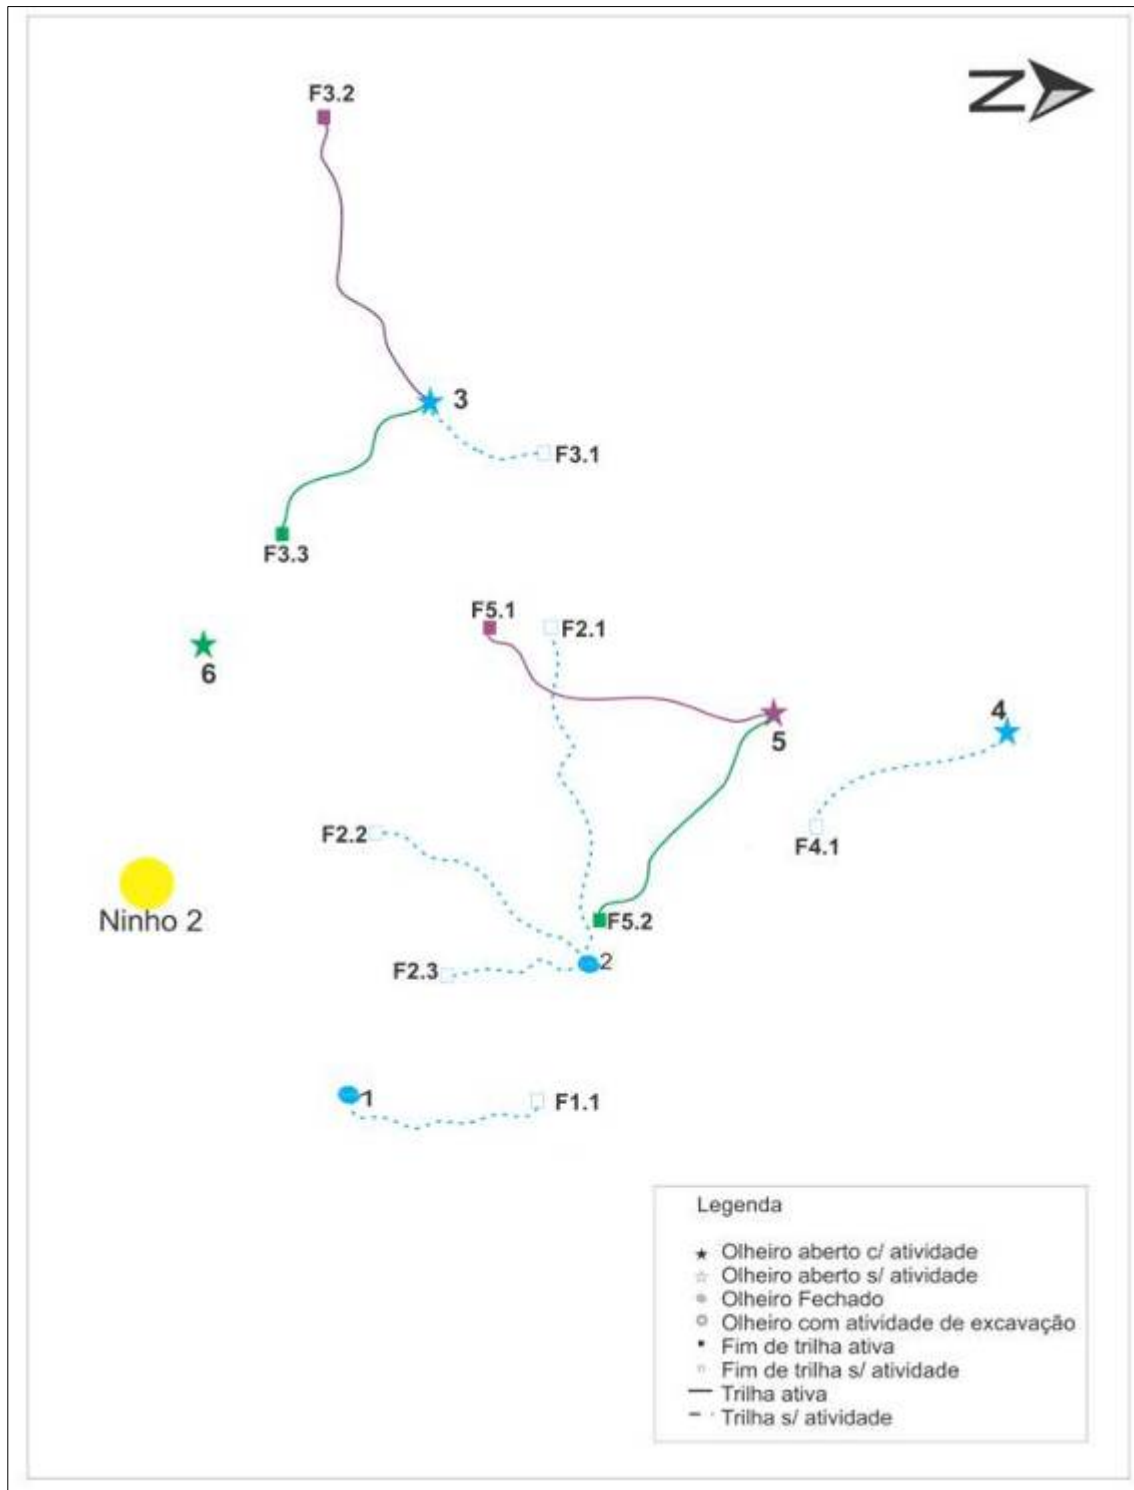 F3.2
N
3
F3.1
F3.3
F5.1
F2.1
6
5
4
F2.2
F4.1
Ninho 2
F5.2
F2.3
2
1
F1.1
Legenda
Olheiro aberto c/ atividade
Olheiro aberto s/ atividade
Olheiro Fechado
Olheiro com atividade de excavação
Fim de trilha ativa
Fim de trilha s/ atividade
Trilha ativa
Trilha s/ atividade